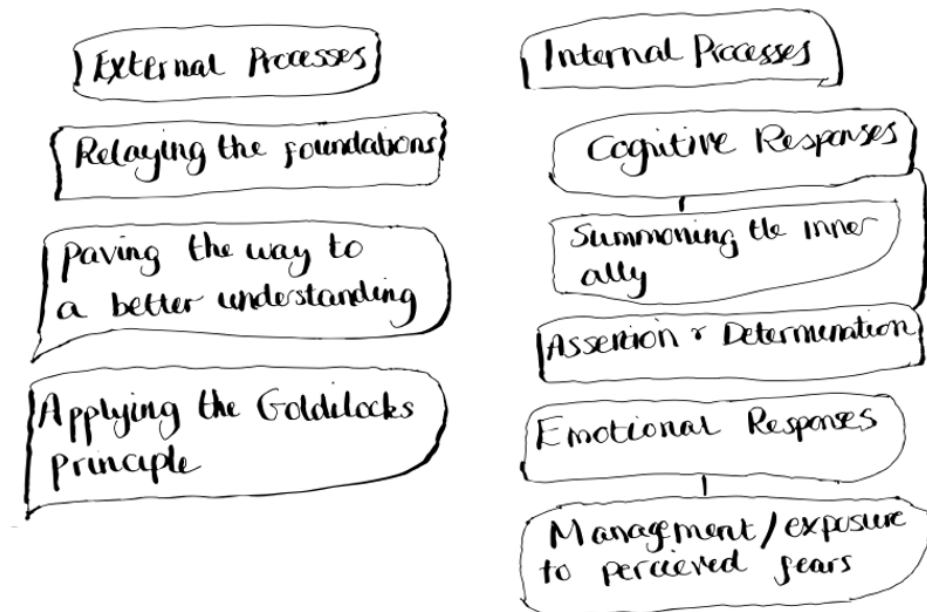 External Processes
Relaying the foundations
paving the way to
a better understanding
Applying the Goldilocks
principle
Internal Processes
Cognitive Responses
Summoning the inner
ally
Assertion & Determination
Emotional Responses
Management/exposure
to percieved fears